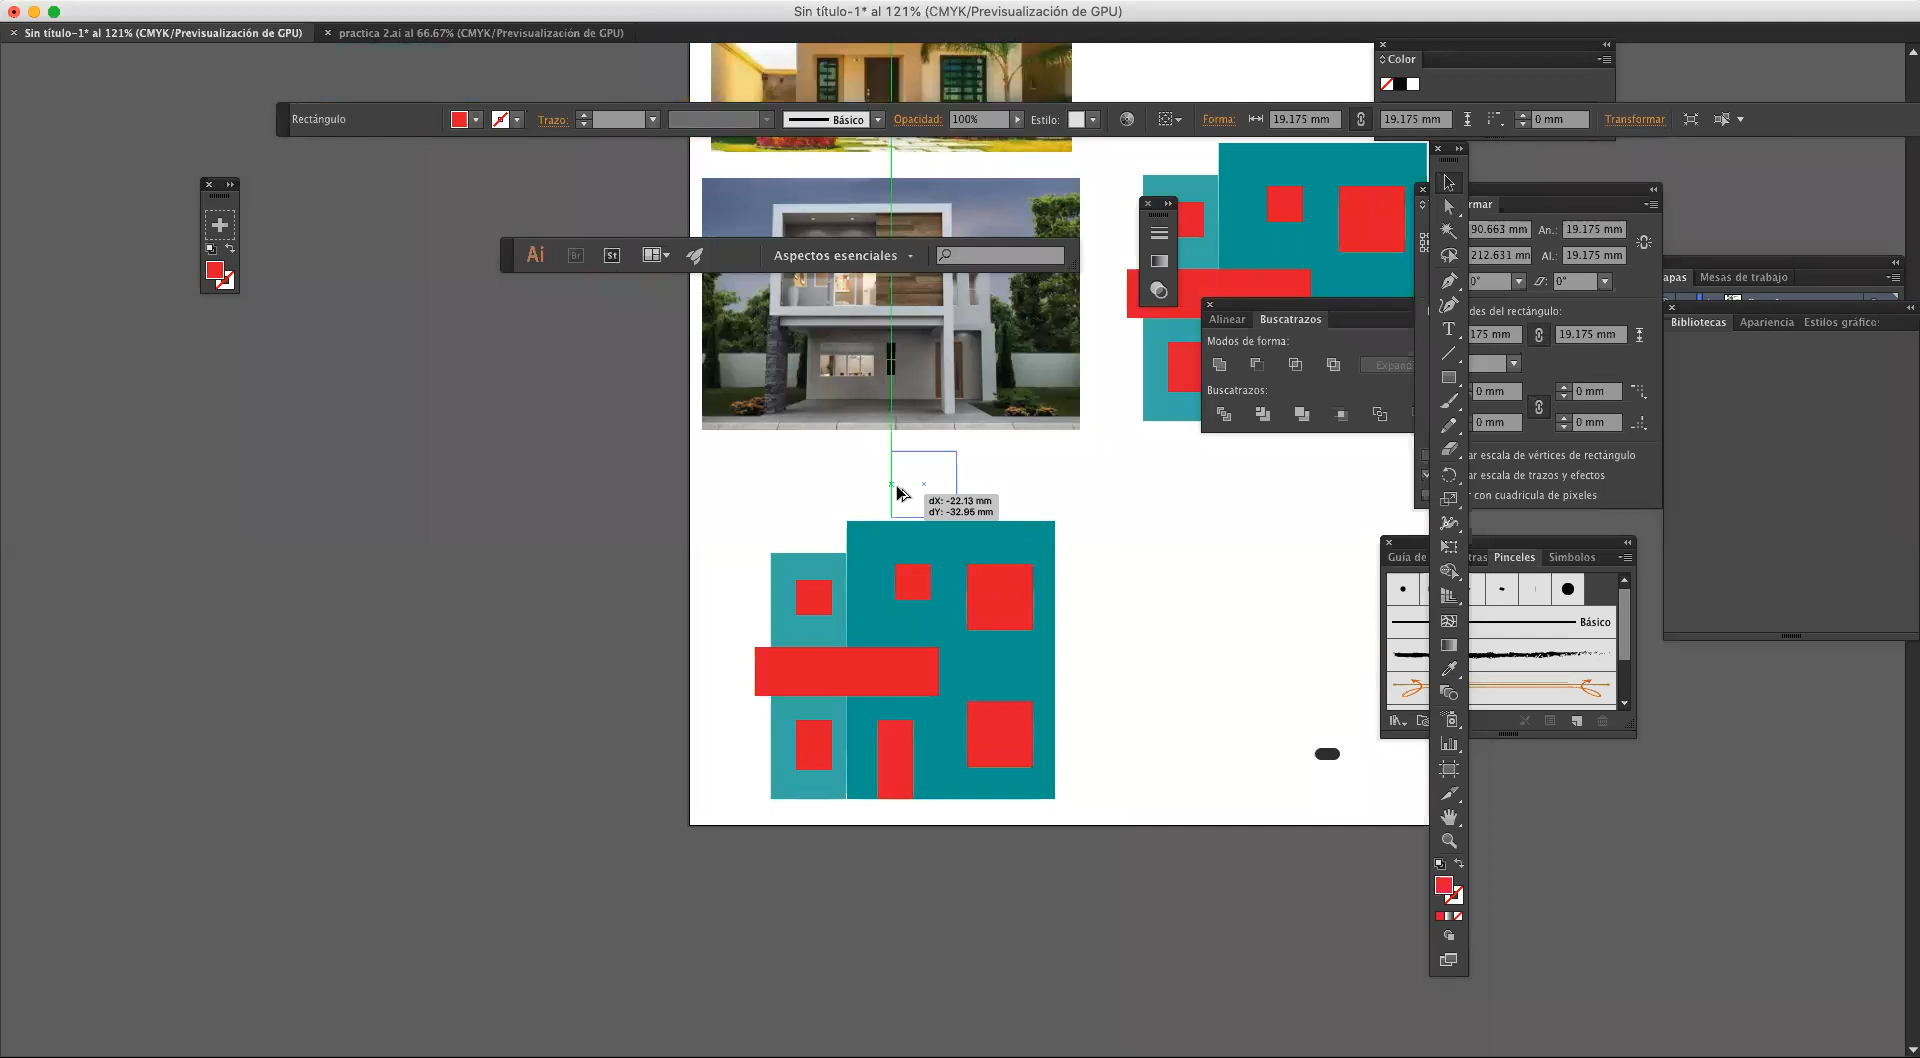 Sin título-1* al 121% (CMYK/Previsualización de GPU)
Sin título-1* al 121% (CMYK/Previsualización de GPU)
practica 2.ai al 66.67% (CMYK/Previsualización de GPU)
Color
Rectángulo
Trazo:
Básico
Opacidad:
100%
Estilo:
Forma:
19.175 mm
19.175 mm
0 mm
Transformar
Ai
Br
St
Aspectos esenciales
rmar
90.663 mm
An.:
19.175 mm
212.631 mm
Al.:
19.175 mm
0°
0°
apas
Mesas de trabajo
des del rectángulo:
175 mm
19.175 mm
0 mm
0 mm
0 mm
0 mm
ar escala de vértices de rectángulo
ar escala de trazos y efectos
r con cuadricula de píxeles
Bibliotecas
Apariencia
Estilos gráfico:
Alinear
Buscatrazos
Modos de forma:
Expand
Buscatrazos:
dX: -22.13 mm
dY: -32.95 mm
Guía de
tras
Pinceles
Símbolos
Básico
T